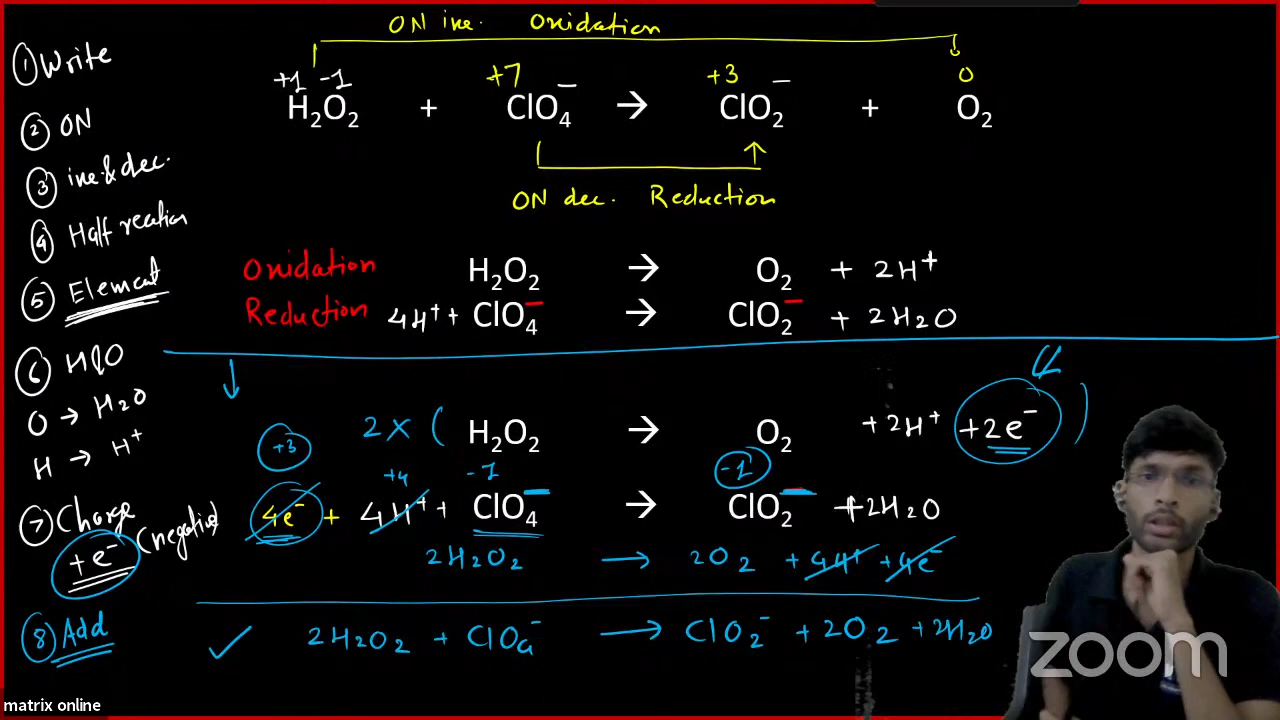 ON inc. Oxidation
① Write
+1 -1 +7 +3 0
H₂O₂ + ClO₄⁻ → ClO₂⁻ + O₂
② ON
③ inc & dec.
ON dec. Reduction
④ Half reaction
Oxidation H₂O₂ → O₂ + 2H⁺
⑤ Element
Reduction 4H⁺ + ClO₄⁻ → ClO₂⁻ + 2H₂O
⑥ H/O
O → H₂O
2 × ( H₂O₂ → O₂ + 2H⁺ + 2e⁻ )
H → H⁺
+3 +4 -1 -1
⑦ Charge
4e⁻ + 4H⁺ + ClO₄⁻ → ClO₂⁻ + 2H₂O
+e⁻ (negative)
2H₂O₂ → 2O₂ + 4H⁺ + 4e⁻
⑧ Add
2H₂O₂ + ClO₄⁻ → ClO₂⁻ + 2O₂ + 2H₂O
zoom
matrix online